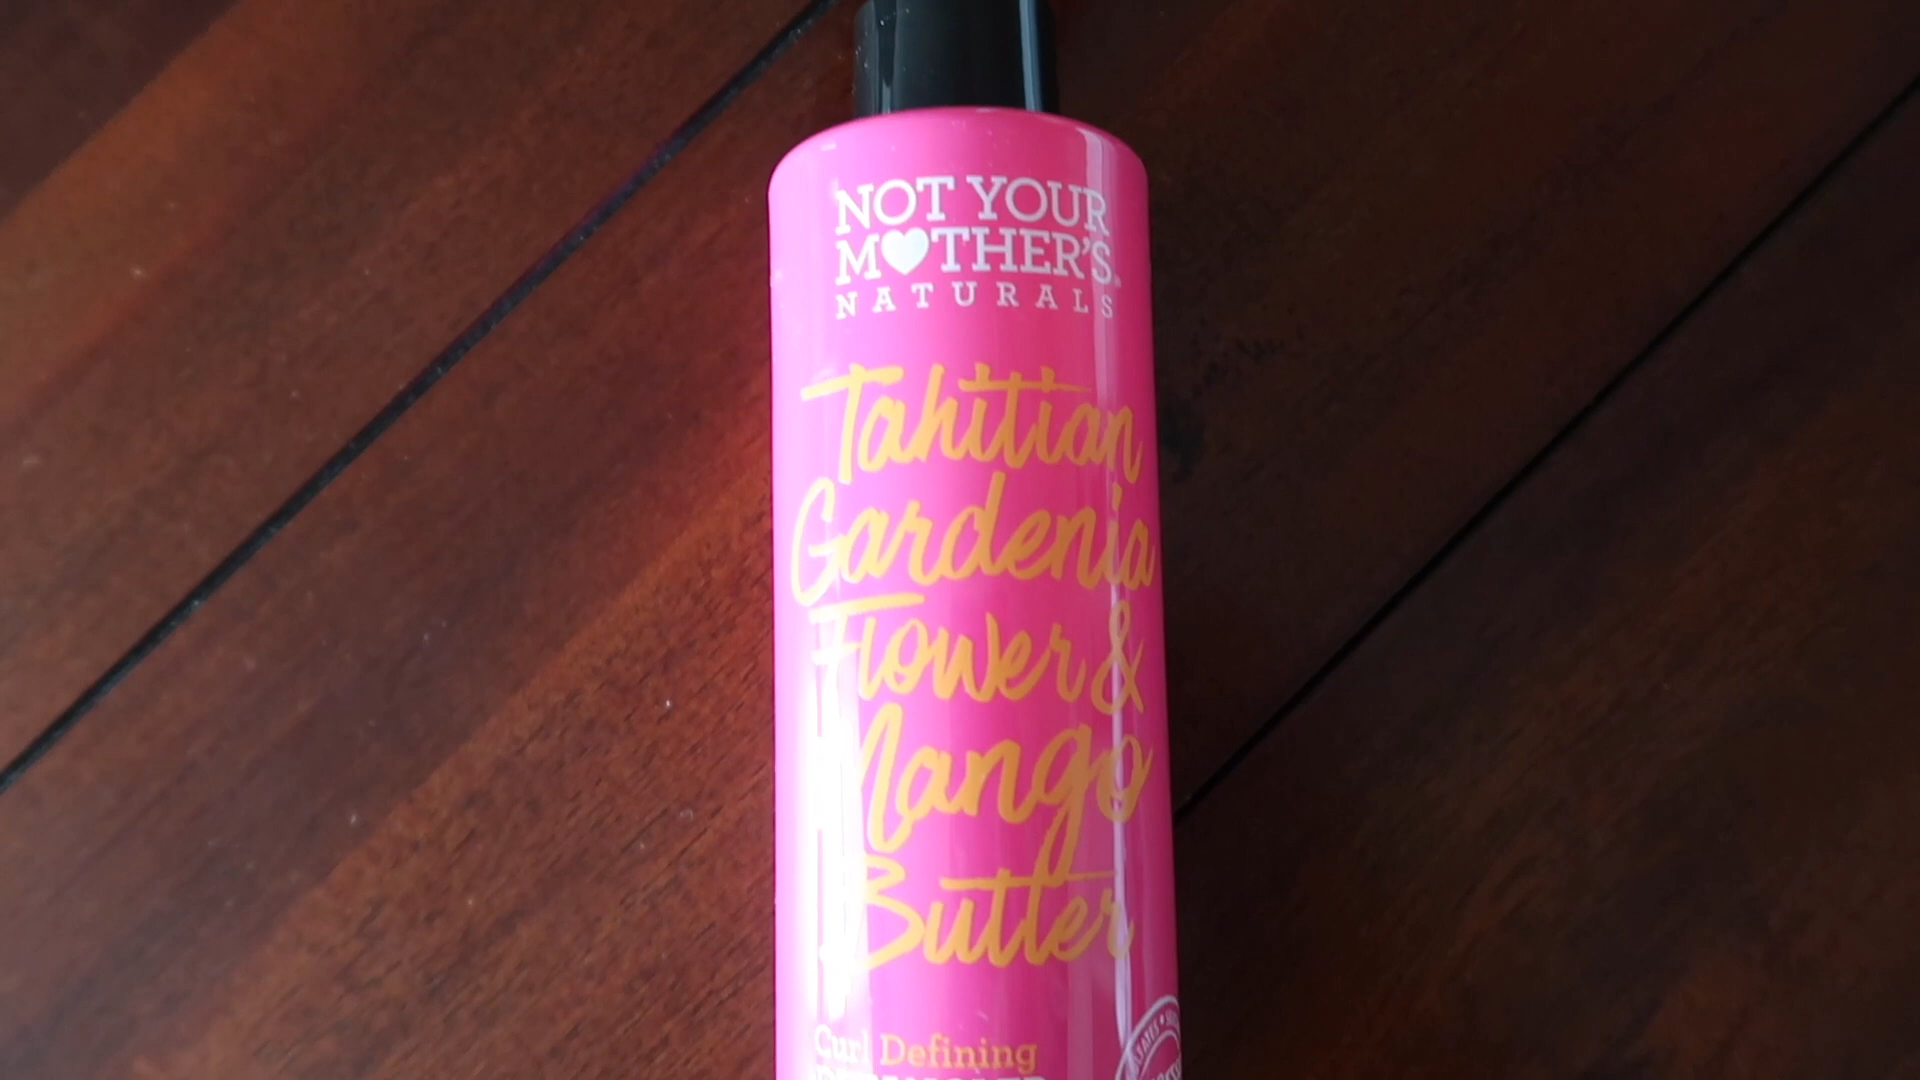 NOT YOUR
MOTHER'S
NATURALS
Tahitian
Gardenia
Flower &
Mango
Butter
Curl Defining